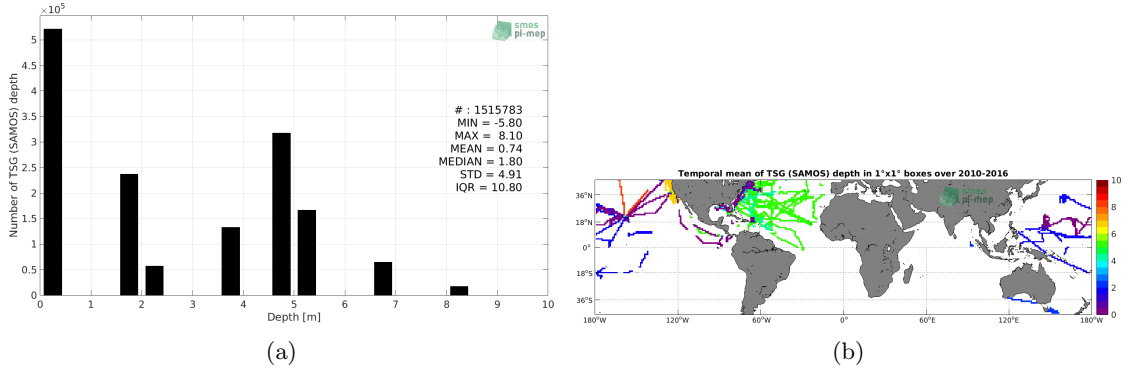 ×10⁵
5
4.5
4
3.5
3
2.5
2
1.5
1
0.5
0
Number of TSG (SAMOS) depth
0 1 2 3 4 5 6 7 8 9 10
Depth [m]
smos
pi-mep
# : 1515783
MIN = -5.80
MAX = 8.10
MEAN = 0.74
MEDIAN = 1.80
STD = 4.91
IQR = 10.80
(a)
Temporal mean of TSG (SAMOS) depth in 1°x1° boxes over 2010-2016
smos
pi-mep
36°N
18°N
0°
18°S
36°S
180°W 120°W 60°W 0° 60°E 120°E 180°E
10
8
6
4
2
0
(b)